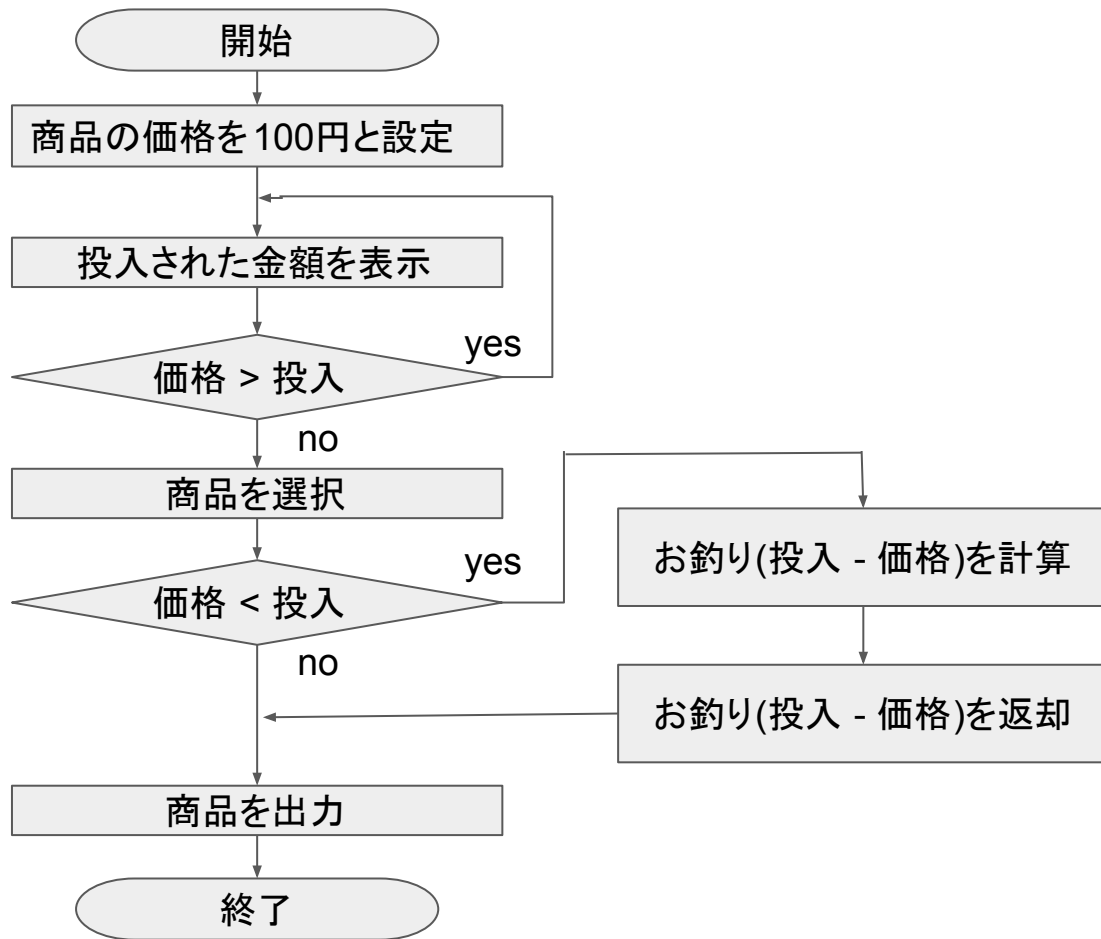 開始
商品の価格を100円と設定
投入された金額を表示
価格 > 投入
yes
no
商品を選択
価格 < 投入
yes
no
お釣り(投入 - 価格)を計算
お釣り(投入 - 価格)を返却
商品を出力
終了